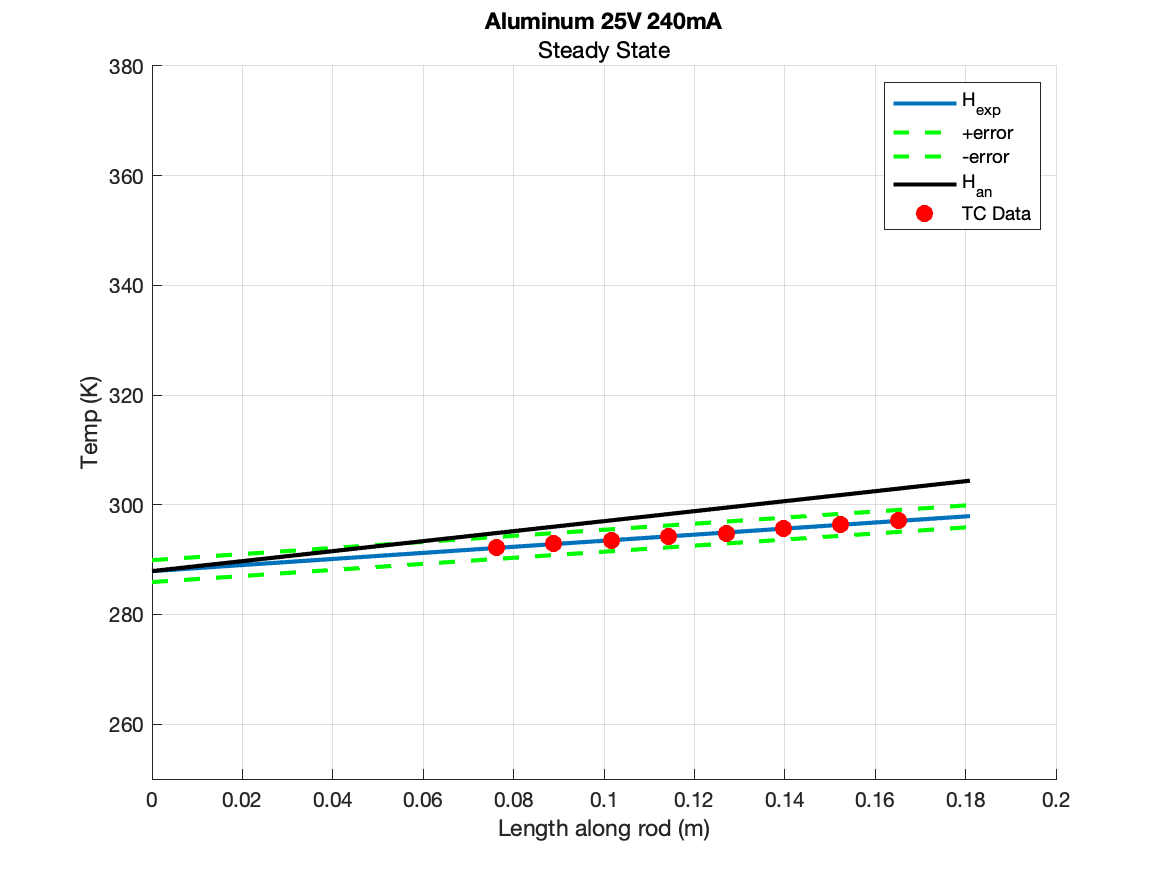 Aluminum 25V 240mA
Steady State
380
360
340
320
300
280
260
Temp (K)
0 0.02 0.04 0.06 0.08 0.1 0.12 0.14 0.16 0.18 0.2
Length along rod (m)
H_exp
+error
-error
H_an
TC Data